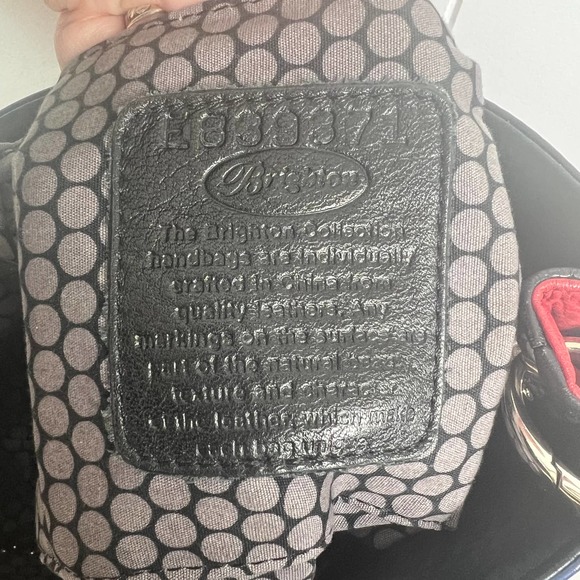 E839371
Brighton
The Brighton Collection
handbags are individually
crafted in China from
quality leathers. Any
markings on the surface are
part of the natural beauty,
texture and character
of the leather, which make
each bag unique.